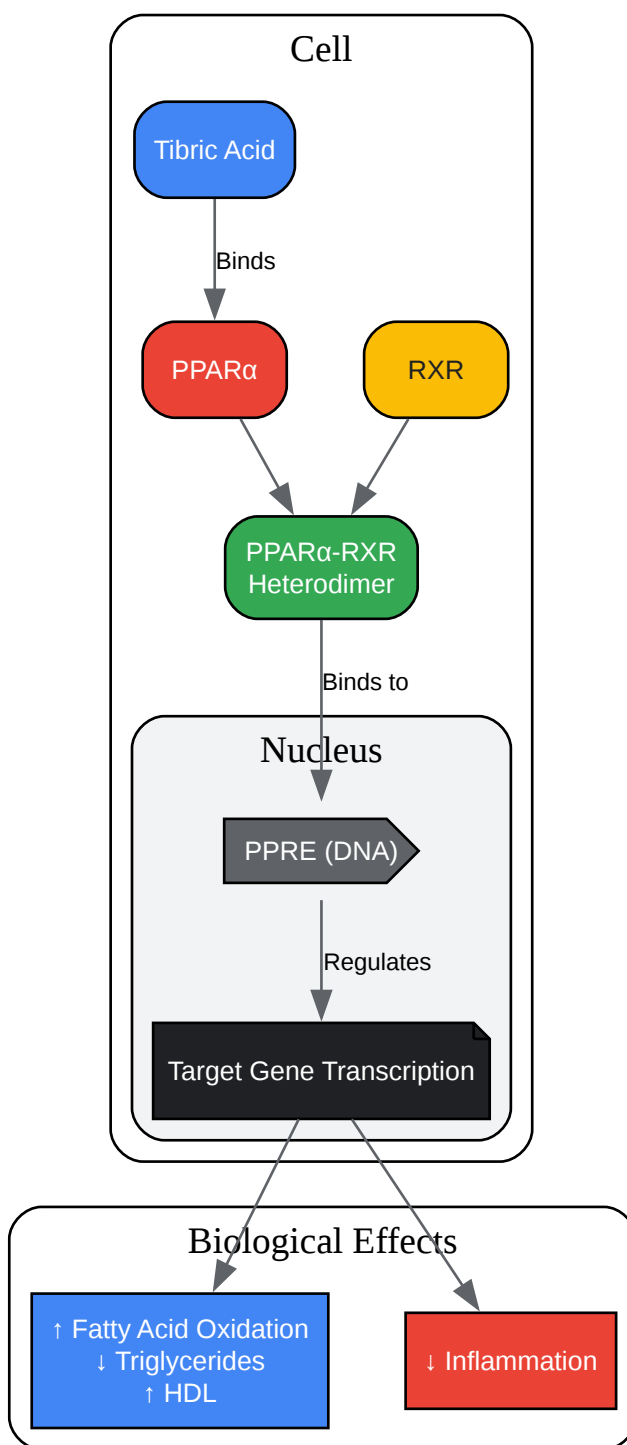 Cell
Tibric Acid
Binds
PPARα
RXR
PPARα-RXR
Heterodimer
Binds to
Nucleus
PPRE (DNA)
Regulates
Target Gene Transcription
Biological Effects
↑ Fatty Acid Oxidation
↓ Triglycerides
↑ HDL
↓ Inflammation